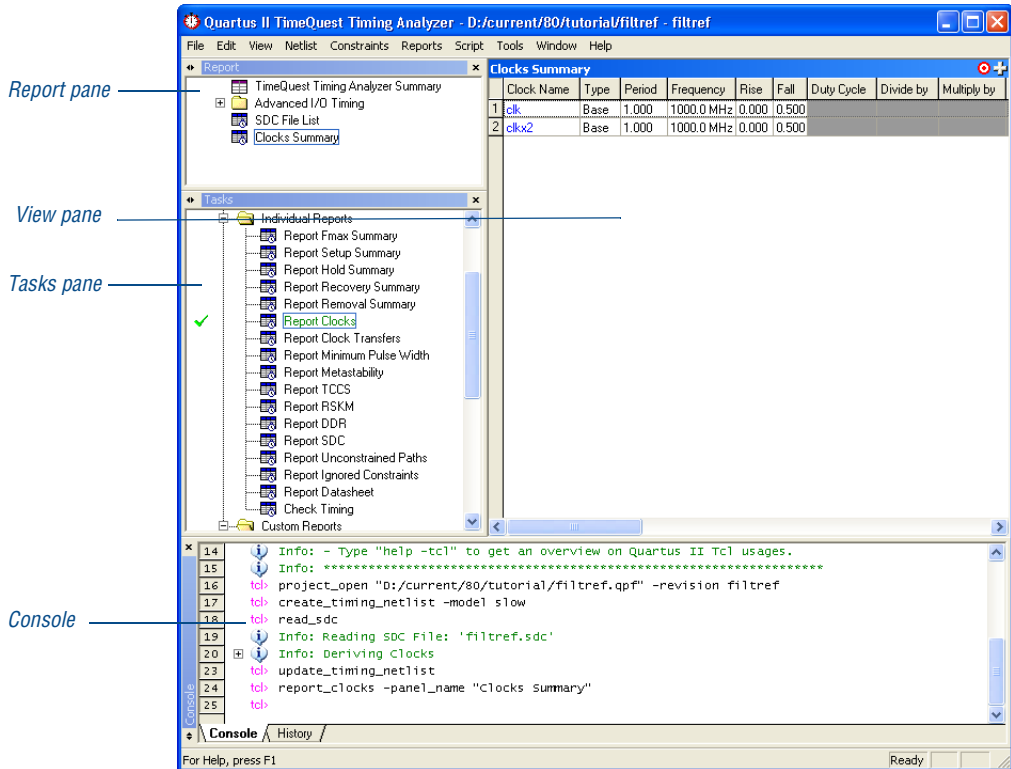 Quartus II TimeQuest Timing Analyzer - D:/current/80/tutorial/filtref - filtref
File Edit View Netlist Constraints Reports Script Tools Window Help
Report pane
Report
TimeQuest Timing Analyzer Summary
Advanced I/O Timing
SDC File List
Clocks Summary
Clocks Summary
Clock Name Type Period Frequency Rise Fall Duty Cycle Divide by Multiply by
1 clk Base 1.000 1000.0 MHz 0.000 0.500
2 clkx2 Base 1.000 1000.0 MHz 0.000 0.500
View pane
Tasks pane
Tasks
Individual Reports
Report Fmax Summary
Report Setup Summary
Report Hold Summary
Report Recovery Summary
Report Removal Summary
Report Clocks
Report Clock Transfers
Report Minimum Pulse Width
Report Metastability
Report TCCS
Report RSKM
Report DDR
Report SDC
Report Unconstrained Paths
Report Ignored Constraints
Report Datasheet
Check Timing
Custom Reports
Console
14 Info: - Type "help -tcl" to get an overview on Quartus II Tcl usages.
15 Info: *******************************************************
16 tcl> project_open "D:/current/80/tutorial/filtref.qpf" -revision filtref
17 tcl> create_timing_netlist -model slow
18 tcl> read_sdc
19 Info: Reading SDC File: 'filtref.sdc'
20 Info: Deriving Clocks
23 tcl> update_timing_netlist
24 tcl> report_clocks -panel_name "Clocks Summary"
25 tcl>
Console
Console History
For Help, press F1
Ready